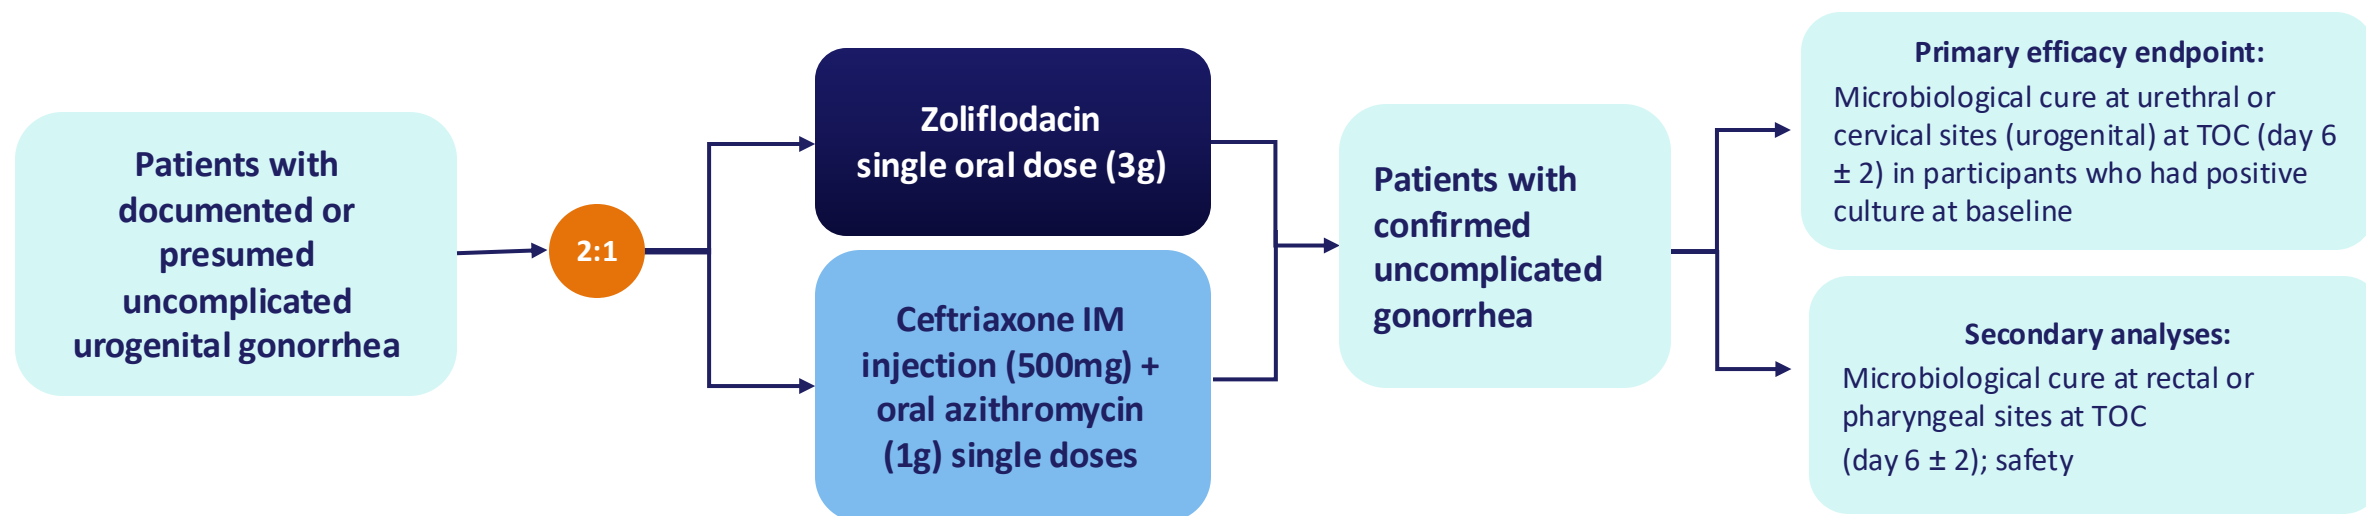 Patients with
documented or
presumed
uncomplicated
urogenital gonorrhea
2:1
Zoliflodacin
single oral dose (3g)
Ceftriaxone IM
injection (500mg) +
oral azithromycin
(1g) single doses
Patients with
confirmed
uncomplicated
gonorrhea
Primary efficacy endpoint:
Microbiological cure at urethral or
cervical sites (urogenital) at TOC (day 6
± 2) in participants who had positive
culture at baseline
Secondary analyses:
Microbiological cure at rectal or
pharyngeal sites at TOC
(day 6 ± 2); safety